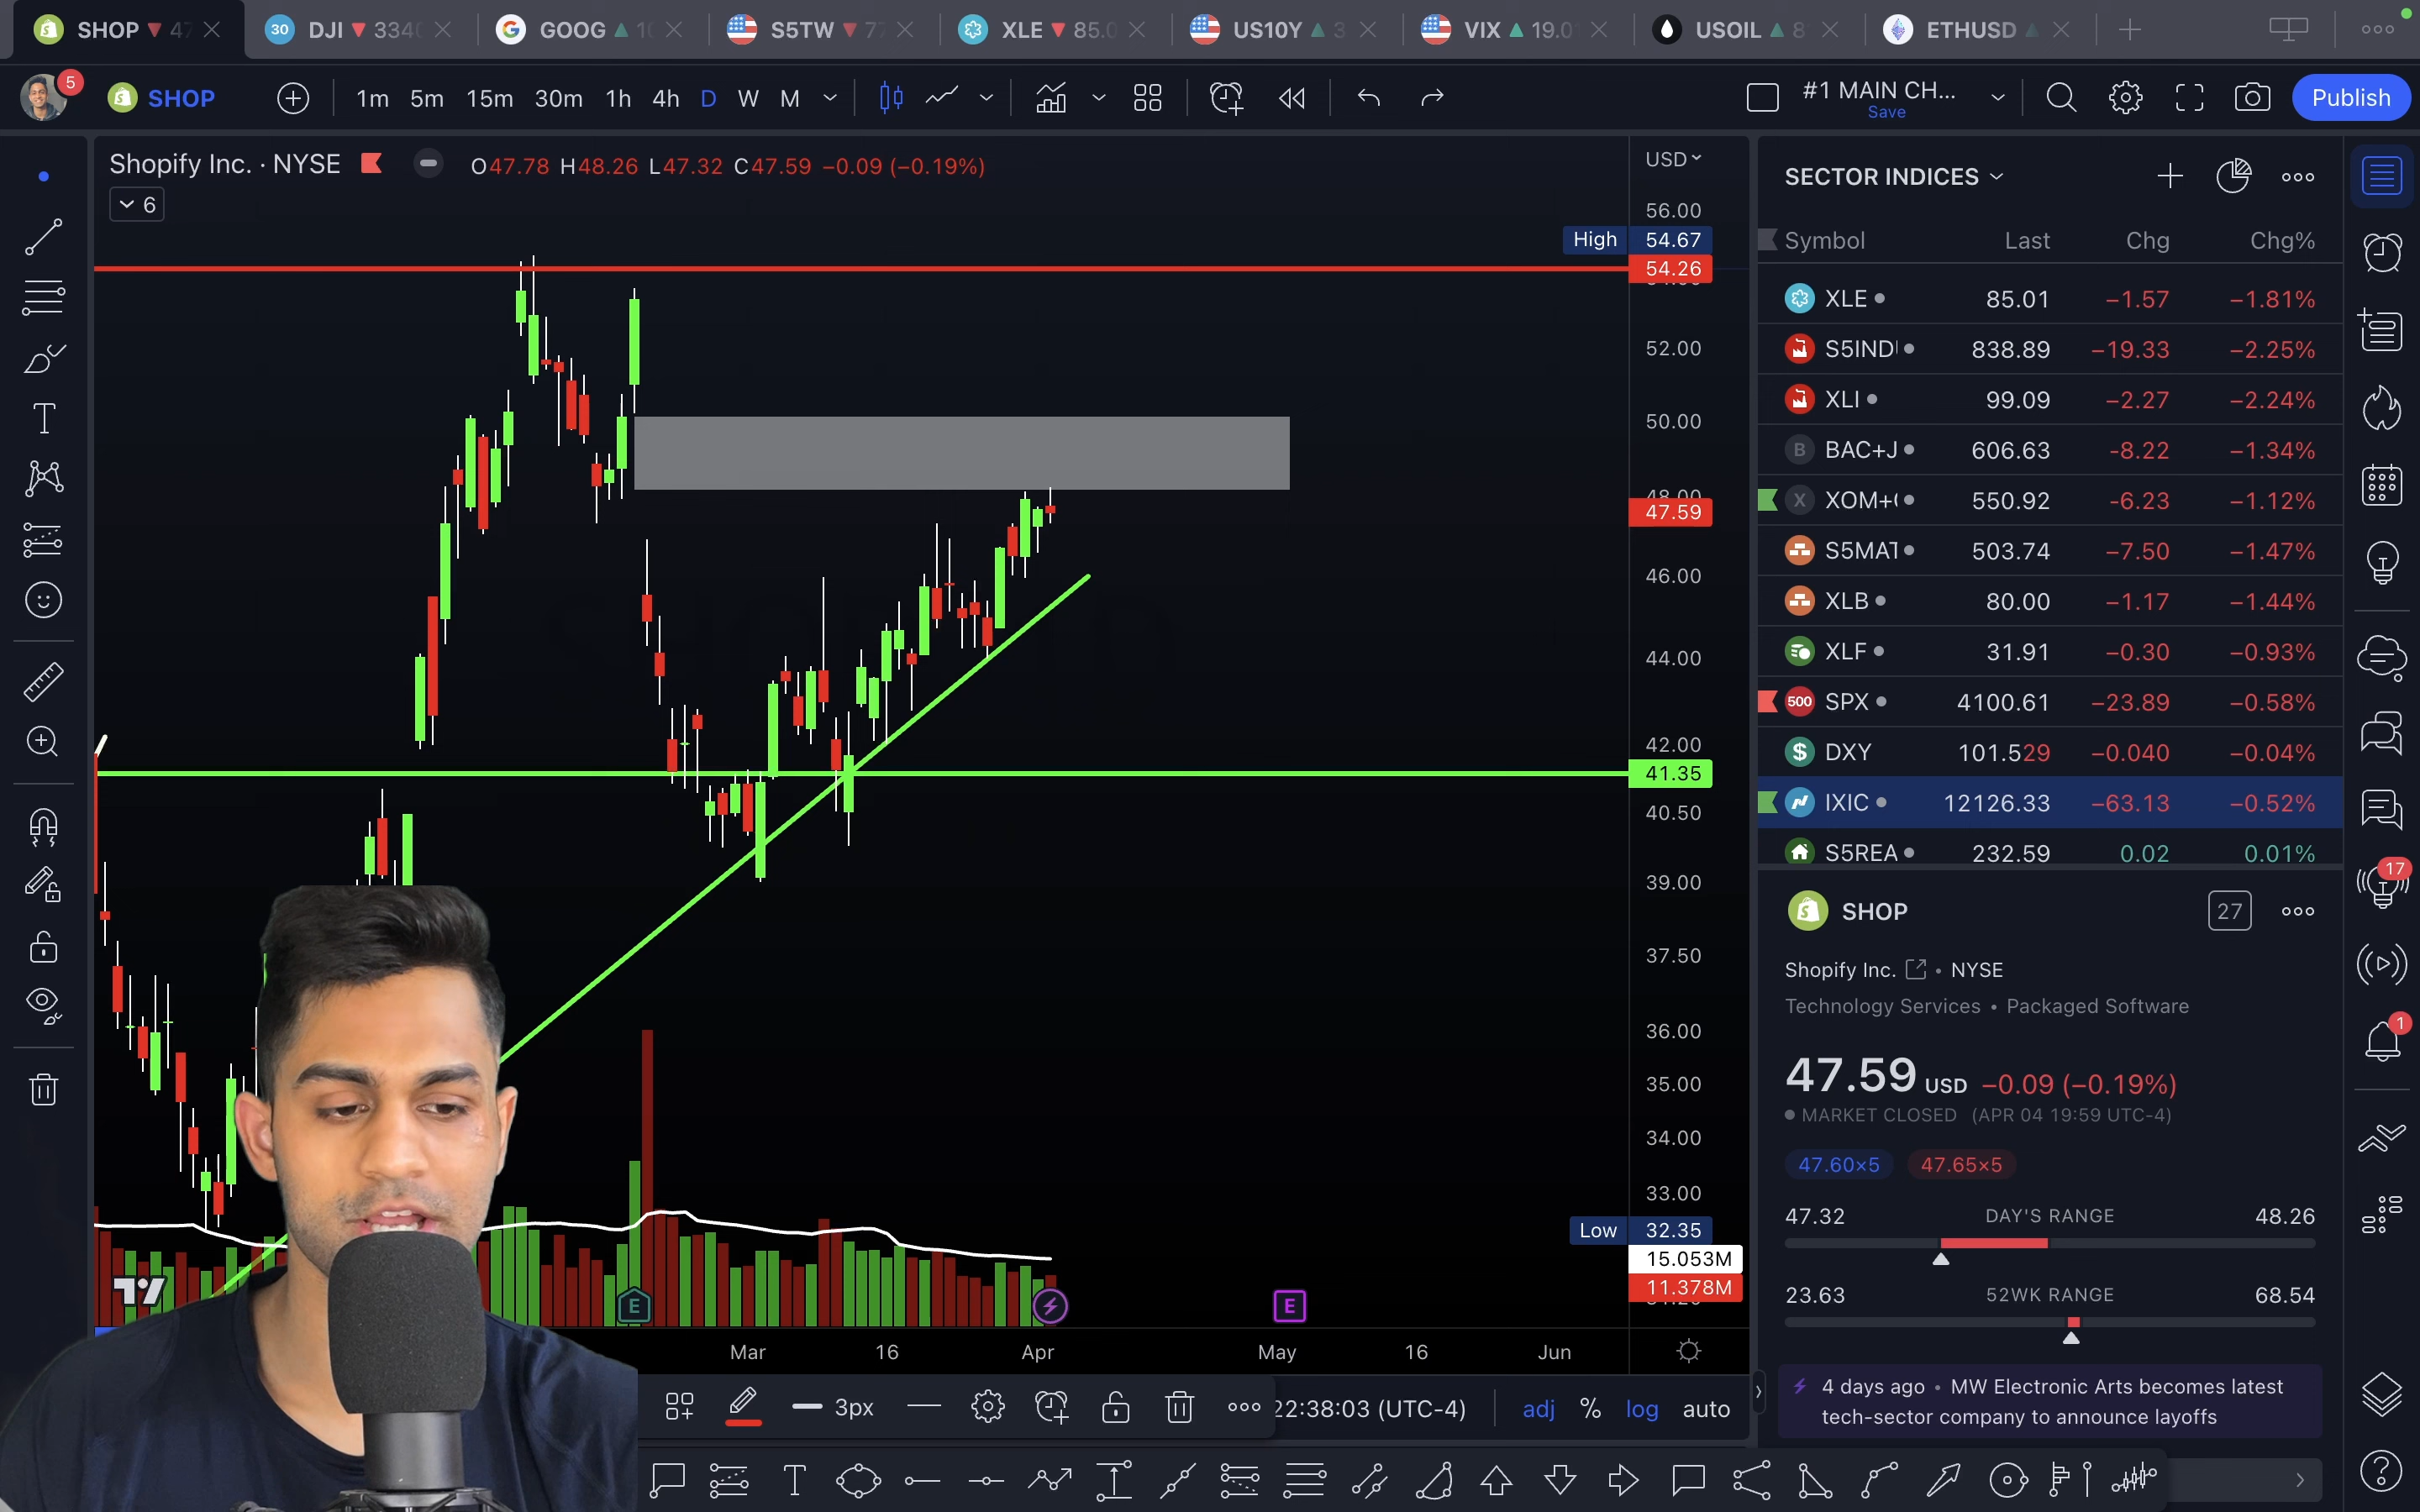 SHOP 47
30 DJI 3340
GOOG
S5TW 77
XLE 85.0
US10Y 3
VIX 19.0
USOIL 8
ETHUSD
5
SHOP
1m 5m 15m 30m 1h 4h D W M
#1 MAIN CH...
Save
Publish
Shopify Inc. · NYSE
O47.78 H48.26 L47.32 C47.59 −0.09 (−0.19%)
6
USD
56.00
High 54.67
54.26
52.00
50.00
48.00
47.59
46.00
44.00
42.00
41.35
40.50
39.00
37.50
36.00
35.00
34.00
33.00
Low 32.35
15.053M
11.378M
E
E
Mar 16 Apr May 16 Jun
3px
22:38:03 (UTC-4)
adj % log auto
SECTOR INDICES
Symbol Last Chg Chg%
XLE 85.01 −1.57 −1.81%
S5IND 838.89 −19.33 −2.25%
XLI 99.09 −2.27 −2.24%
B BAC+J 606.63 -8.22 −1.34%
X XOM+ 550.92 -6.23 −1.12%
S5MAT 503.74 −7.50 −1.47%
XLB 80.00 −1.17 −1.44%
XLF 31.91 −0.30 −0.93%
500 SPX 4100.61 −23.89 −0.58%
$ DXY 101.529 −0.040 −0.04%
IXIC 12126.33 −63.13 −0.52%
S5REA 232.59 0.02 0.01%
17
SHOP
27
Shopify Inc. • NYSE
Technology Services • Packaged Software
1
47.59 USD −0.09 (−0.19%)
MARKET CLOSED (APR 04 19:59 UTC-4)
47.60×5 47.65×5
47.32 DAY'S RANGE 48.26
23.63 52WK RANGE 68.54
4 days ago • MW Electronic Arts becomes latest
tech-sector company to announce layoffs